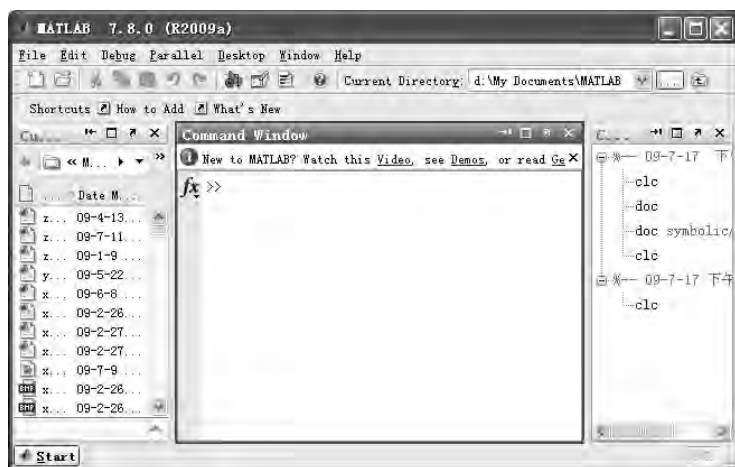 MATLAB 7.8.0 (R2009a)
File Edit Debug Parallel Desktop Window Help
Current Directory: d:\My Documents\MATLAB
Shortcuts How to Add What's New
Cu...
« M...
Date M...
z... 09-4-13...
z... 09-7-11...
z... 09-1-9 ...
y... 09-5-22...
x... 09-6-8 ...
x... 09-2-26...
x... 09-2-27...
x... 09-2-27...
x... 09-7-9 ...
x... 09-2-26...
x... 09-2-26...
Command Window
New to MATLAB? Watch this Video, see Demos, or read Ge
fx >>
C...
%-- 09-7-17 下
clc
doc
doc symbolic/
clc
%-- 09-7-17 下午
clc
Start